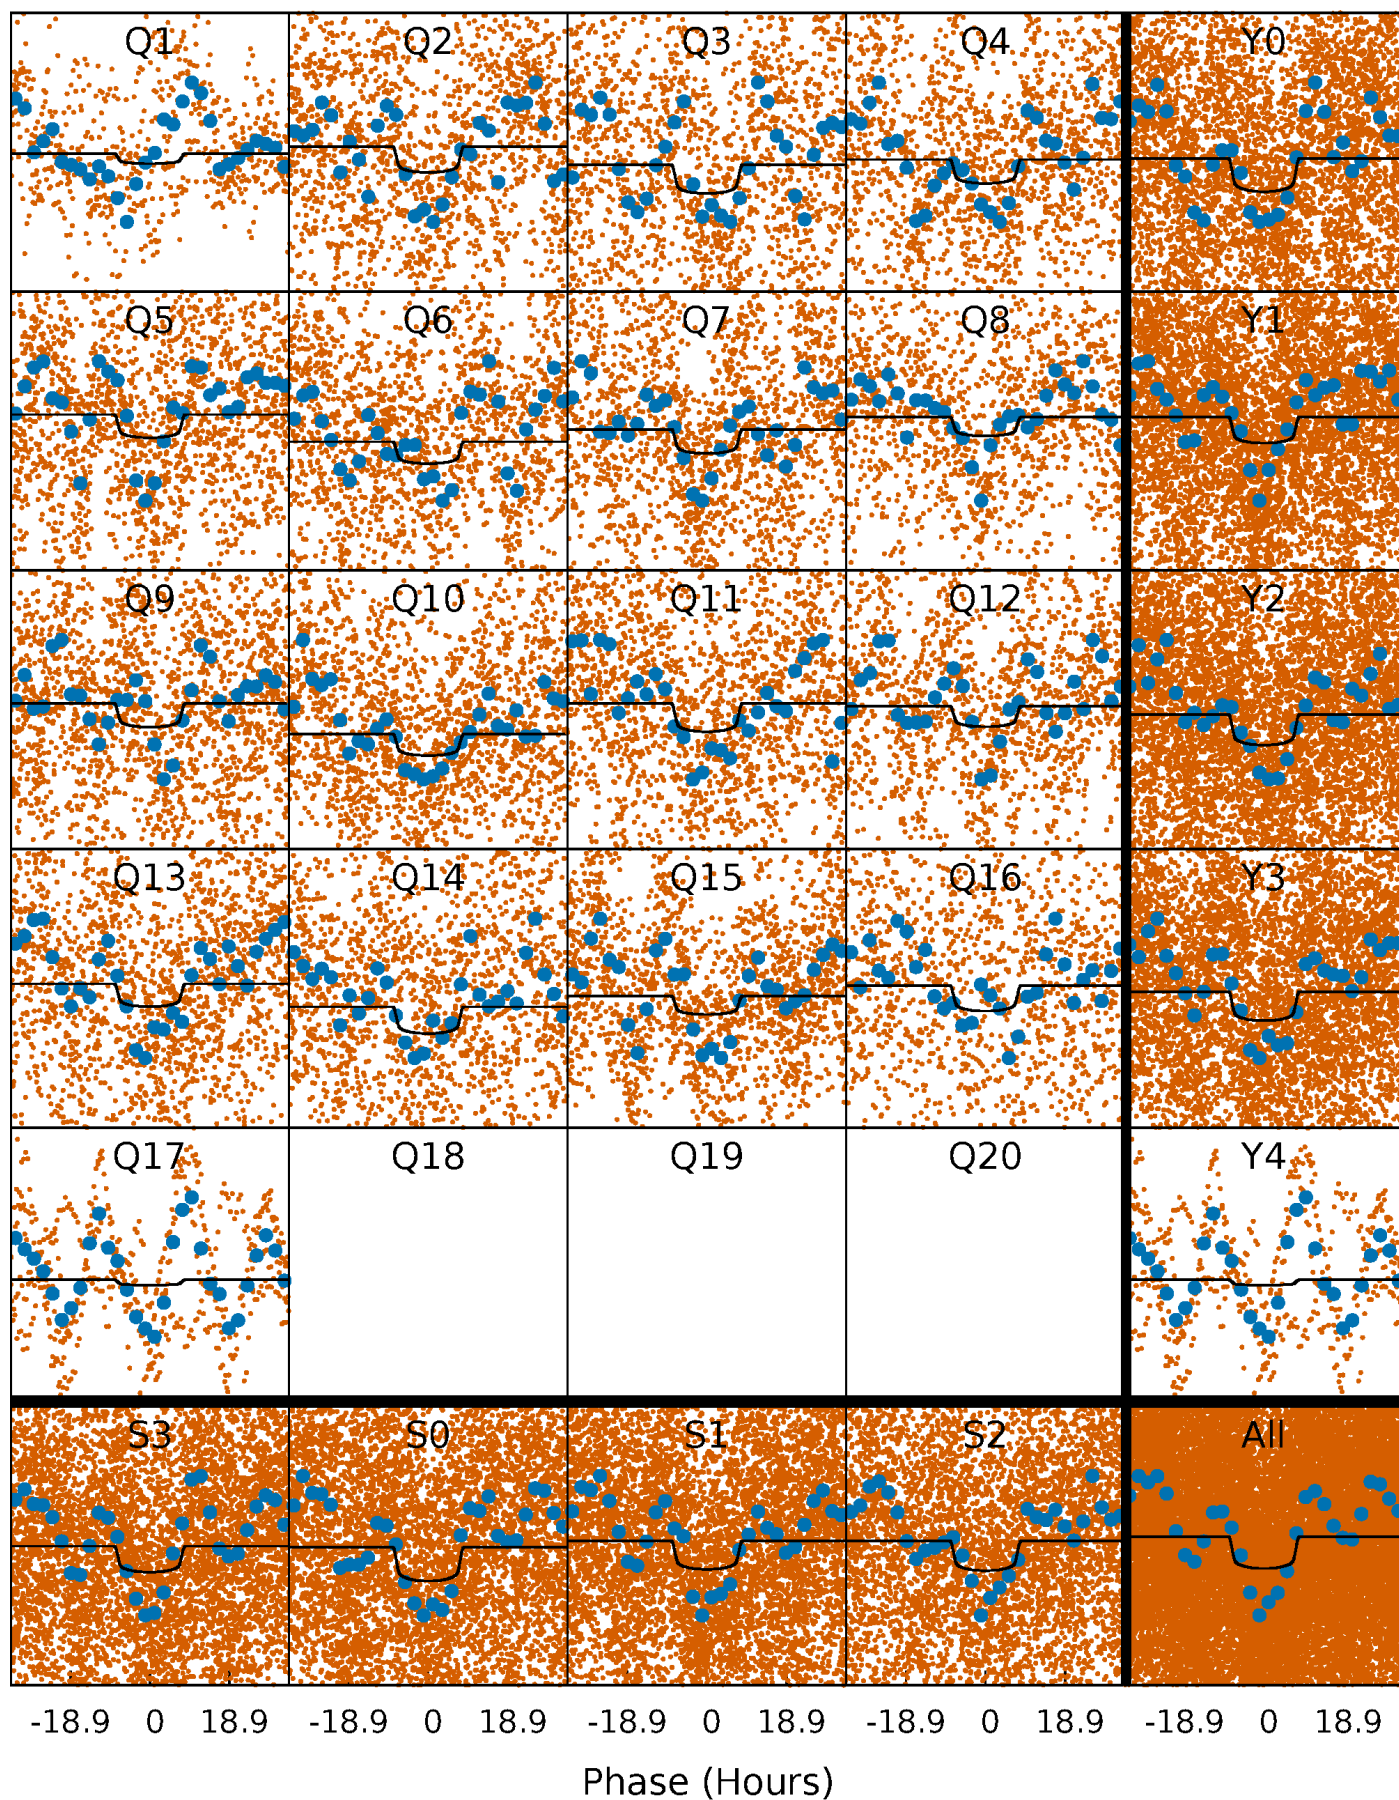 Q1 Q2 Q3 Q4 Y0
Q5 Q6 Q7 Q8 Y1
Q9 Q10 Q11 Q12 Y2
Q13 Q14 Q15 Q16 Y3
Q17 Q18 Q19 Q20 Y4
S3 S0 S1 S2 All
-18.9 0 18.9 -18.9 0 18.9 -18.9 0 18.9 -18.9 0 18.9 -18.9 0 18.9
Phase (Hours)